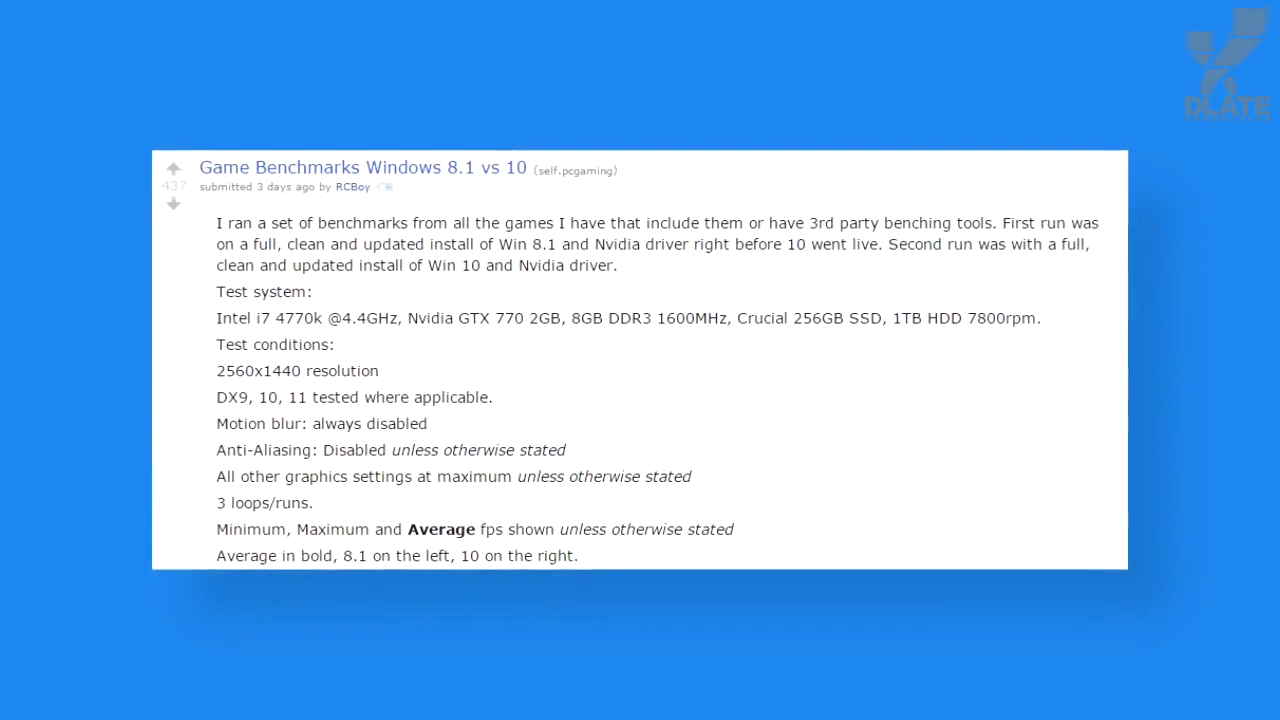 DLATE
Game Benchmarks Windows 8.1 vs 10 (self.pcgaming)
437
submitted 3 days ago by RCBoy
I ran a set of benchmarks from all the games I have that include them or have 3rd party benching tools. First run was
on a full, clean and updated install of Win 8.1 and Nvidia driver right before 10 went live. Second run was with a full,
clean and updated install of Win 10 and Nvidia driver.
Test system:
Intel i7 4770k @4.4GHz, Nvidia GTX 770 2GB, 8GB DDR3 1600MHz, Crucial 256GB SSD, 1TB HDD 7800rpm.
Test conditions:
2560x1440 resolution
DX9, 10, 11 tested where applicable.
Motion blur: always disabled
Anti-Aliasing: Disabled unless otherwise stated
All other graphics settings at maximum unless otherwise stated
3 loops/runs.
Minimum, Maximum and Average fps shown unless otherwise stated
Average in bold, 8.1 on the left, 10 on the right.